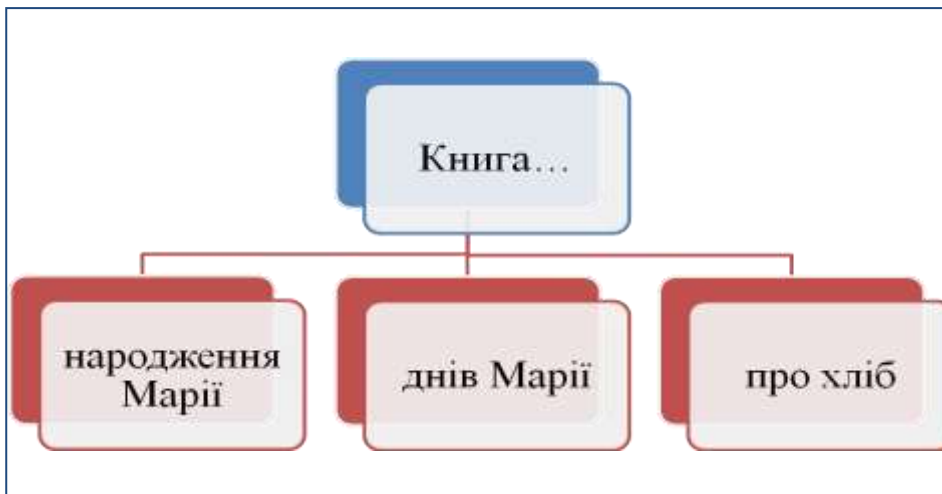 Книга...
народження
Марії
днів Марії
про хліб